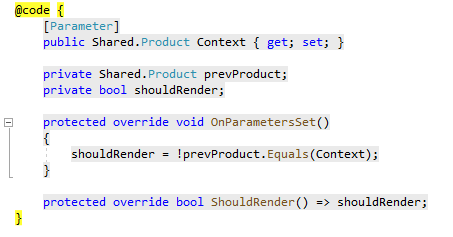 @code {
[Parameter]
public Shared.Product Context { get; set; }
private Shared.Product prevProduct;
private bool shouldRender;
protected override void OnParametersSet()
{
shouldRender = !prevProduct.Equals(Context);
}
protected override bool ShouldRender() => shouldRender;
}